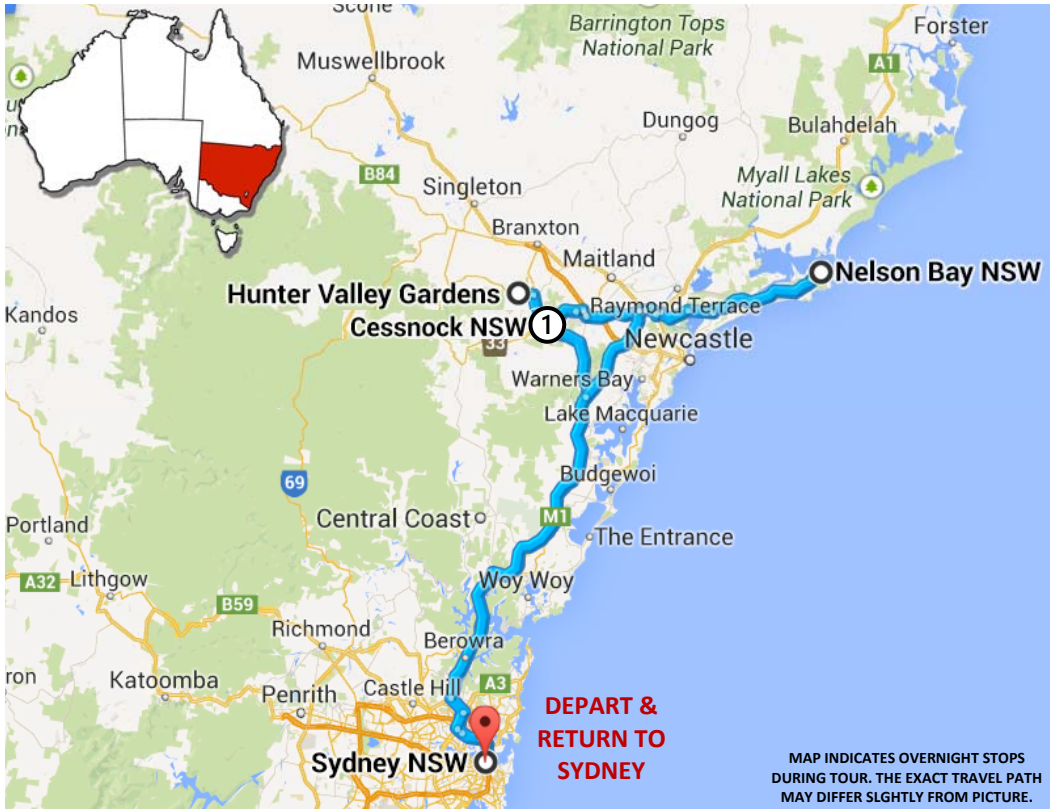 Scone
Barrington Tops
National Park
Forster
Muswellbrook
A1
Dungog
Bulahdelah
B84
Singleton
Myall Lakes
National Park
Branxton
Maitland
Nelson Bay NSW
Hunter Valley Gardens
Raymond Terrace
Kandos
Cessnock NSW
1
33
Newcastle
Warners Bay
Lake Macquarie
69
Budgewoi
Central Coast
M1
Portland
The Entrance
A32
Lithgow
Woy Woy
B59
Richmond
Berowra
ron
Katoomba
Penrith
Castle Hill
A3
DEPART &
RETURN TO
SYDNEY
Sydney NSW
MAP INDICATES OVERNIGHT STOPS
DURING TOUR. THE EXACT TRAVEL PATH
MAY DIFFER SLGHTLY FROM PICTURE.